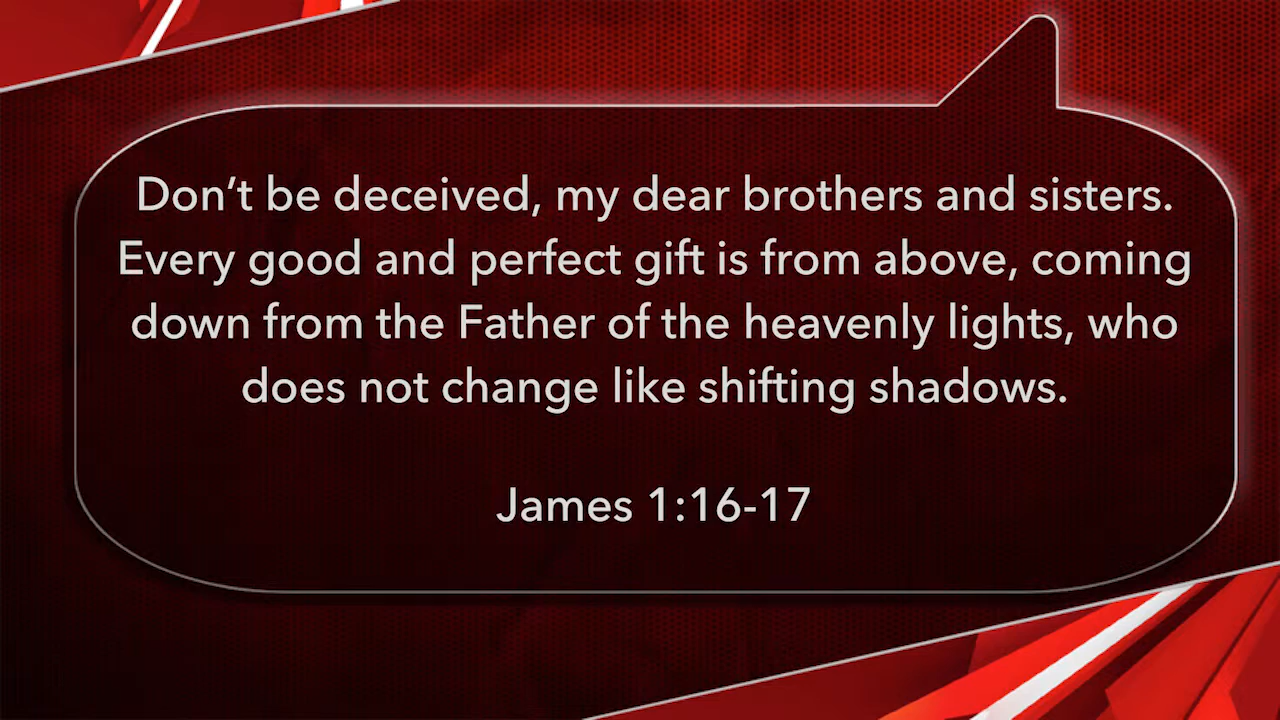 Don’t be deceived, my dear brothers and sisters.
Every good and perfect gift is from above, coming
down from the Father of the heavenly lights, who
does not change like shifting shadows.
James 1:16-17